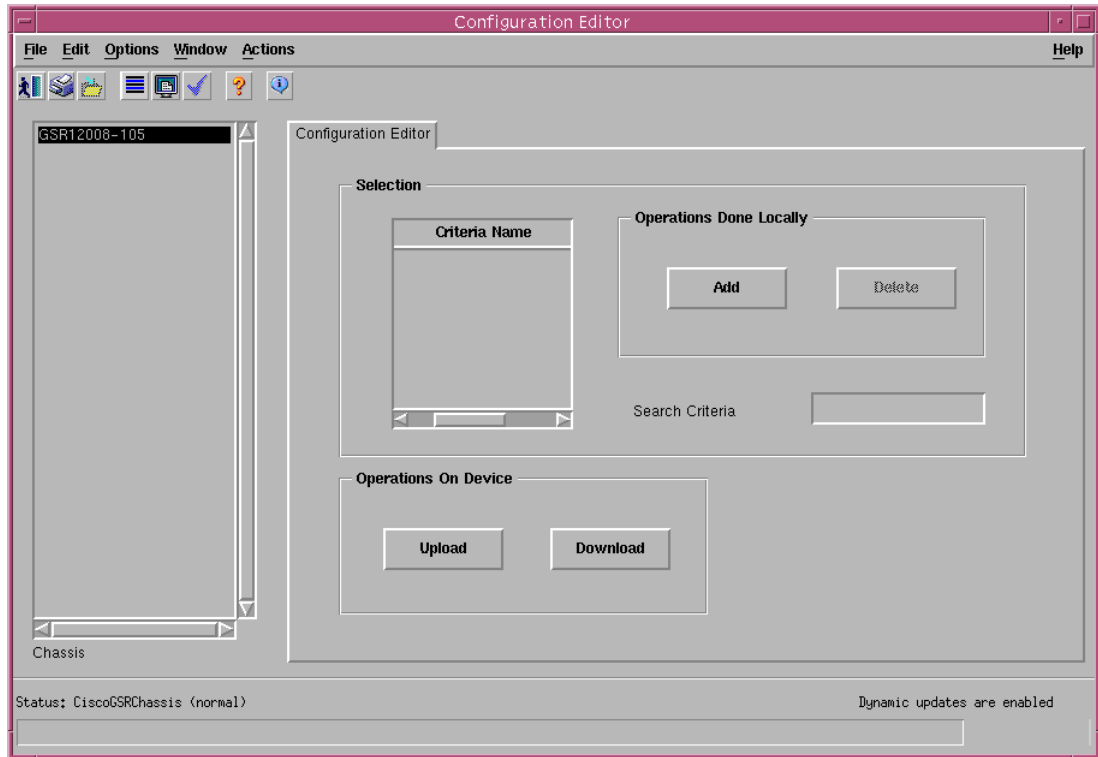 Configuration Editor
File Edit Options Window Actions Help
GSR12008-105
Configuration Editor
Selection
Criteria Name
Operations Done Locally
Add Delete
Search Criteria
Operations On Device
Upload Download
Chassis
Status: CiscoGSRChassis (normal) Dynamic updates are enabled